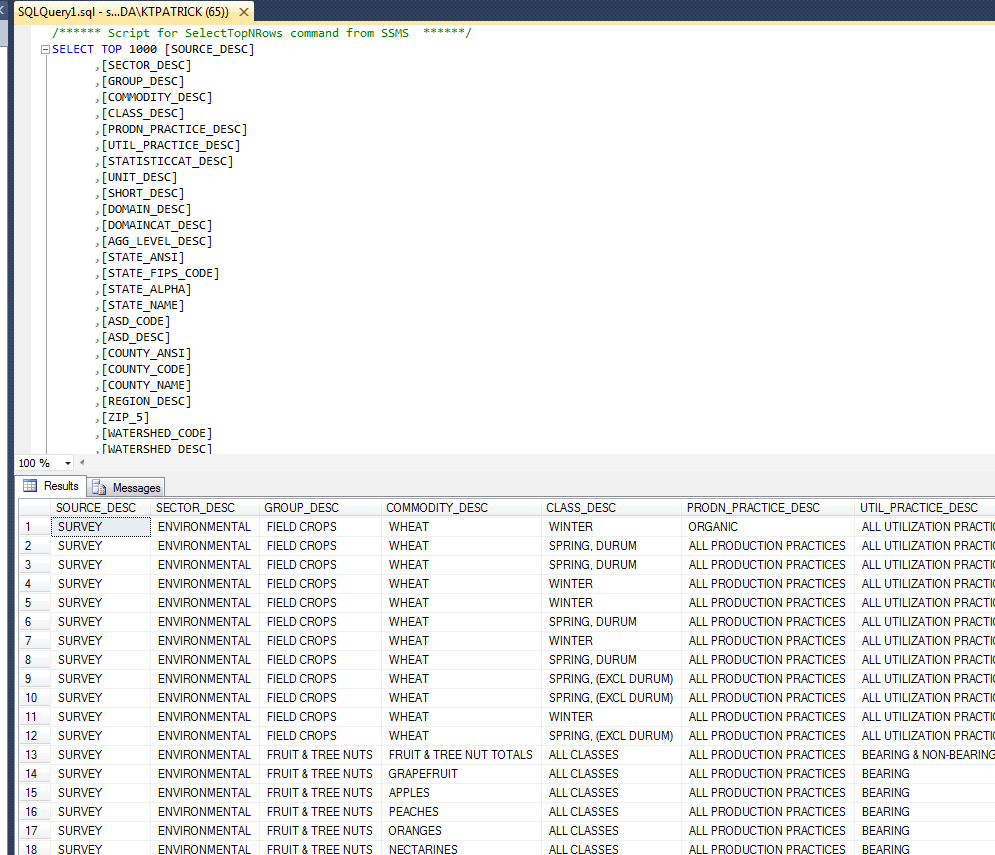 SQLQuery1.sql - s...DA\KTPATRICK (65))
/****** Script for SelectTopNRows command from SSMS  ******/
SELECT TOP 1000 [SOURCE_DESC]
,[SECTOR_DESC]
,[GROUP_DESC]
,[COMMODITY_DESC]
,[CLASS_DESC]
,[PRODN_PRACTICE_DESC]
,[UTIL_PRACTICE_DESC]
,[STATISTICCAT_DESC]
,[UNIT_DESC]
,[SHORT_DESC]
,[DOMAIN_DESC]
,[DOMAINCAT_DESC]
,[AGG_LEVEL_DESC]
,[STATE_ANSI]
,[STATE_FIPS_CODE]
,[STATE_ALPHA]
,[STATE_NAME]
,[ASD_CODE]
,[ASD_DESC]
,[COUNTY_ANSI]
,[COUNTY_CODE]
,[COUNTY_NAME]
,[REGION_DESC]
,[ZIP_5]
,[WATERSHED_CODE]
,[WATERSHED_DESC]
100 %
Results Messages
SOURCE_DESC SECTOR_DESC GROUP_DESC COMMODITY_DESC CLASS_DESC PRODN_PRACTICE_DESC UTIL_PRACTICE_DESC
1 SURVEY ENVIRONMENTAL FIELD CROPS WHEAT WINTER ORGANIC ALL UTILIZATION PRACTIC
2 SURVEY ENVIRONMENTAL FIELD CROPS WHEAT SPRING, DURUM ALL PRODUCTION PRACTICES ALL UTILIZATION PRACTIC
3 SURVEY ENVIRONMENTAL FIELD CROPS WHEAT SPRING, DURUM ALL PRODUCTION PRACTICES ALL UTILIZATION PRACTIC
4 SURVEY ENVIRONMENTAL FIELD CROPS WHEAT WINTER ALL PRODUCTION PRACTICES ALL UTILIZATION PRACTIC
5 SURVEY ENVIRONMENTAL FIELD CROPS WHEAT WINTER ALL PRODUCTION PRACTICES ALL UTILIZATION PRACTIC
6 SURVEY ENVIRONMENTAL FIELD CROPS WHEAT SPRING, DURUM ALL PRODUCTION PRACTICES ALL UTILIZATION PRACTIC
7 SURVEY ENVIRONMENTAL FIELD CROPS WHEAT WINTER ALL PRODUCTION PRACTICES ALL UTILIZATION PRACTIC
8 SURVEY ENVIRONMENTAL FIELD CROPS WHEAT SPRING, DURUM ALL PRODUCTION PRACTICES ALL UTILIZATION PRACTIC
9 SURVEY ENVIRONMENTAL FIELD CROPS WHEAT SPRING, (EXCL DURUM) ALL PRODUCTION PRACTICES ALL UTILIZATION PRACTIC
10 SURVEY ENVIRONMENTAL FIELD CROPS WHEAT SPRING, (EXCL DURUM) ALL PRODUCTION PRACTICES ALL UTILIZATION PRACTIC
11 SURVEY ENVIRONMENTAL FIELD CROPS WHEAT WINTER ALL PRODUCTION PRACTICES ALL UTILIZATION PRACTIC
12 SURVEY ENVIRONMENTAL FIELD CROPS WHEAT SPRING, (EXCL DURUM) ALL PRODUCTION PRACTICES ALL UTILIZATION PRACTIC
13 SURVEY ENVIRONMENTAL FRUIT & TREE NUTS FRUIT & TREE NUT TOTALS ALL CLASSES ALL PRODUCTION PRACTICES BEARING & NON-BEARING
14 SURVEY ENVIRONMENTAL FRUIT & TREE NUTS GRAPEFRUIT ALL CLASSES ALL PRODUCTION PRACTICES BEARING
15 SURVEY ENVIRONMENTAL FRUIT & TREE NUTS APPLES ALL CLASSES ALL PRODUCTION PRACTICES BEARING
16 SURVEY ENVIRONMENTAL FRUIT & TREE NUTS PEACHES ALL CLASSES ALL PRODUCTION PRACTICES BEARING
17 SURVEY ENVIRONMENTAL FRUIT & TREE NUTS ORANGES ALL CLASSES ALL PRODUCTION PRACTICES BEARING
18 SURVEY ENVIRONMENTAL FRUIT & TREE NUTS NECTARINES ALL CLASSES ALL PRODUCTION PRACTICES BEARING